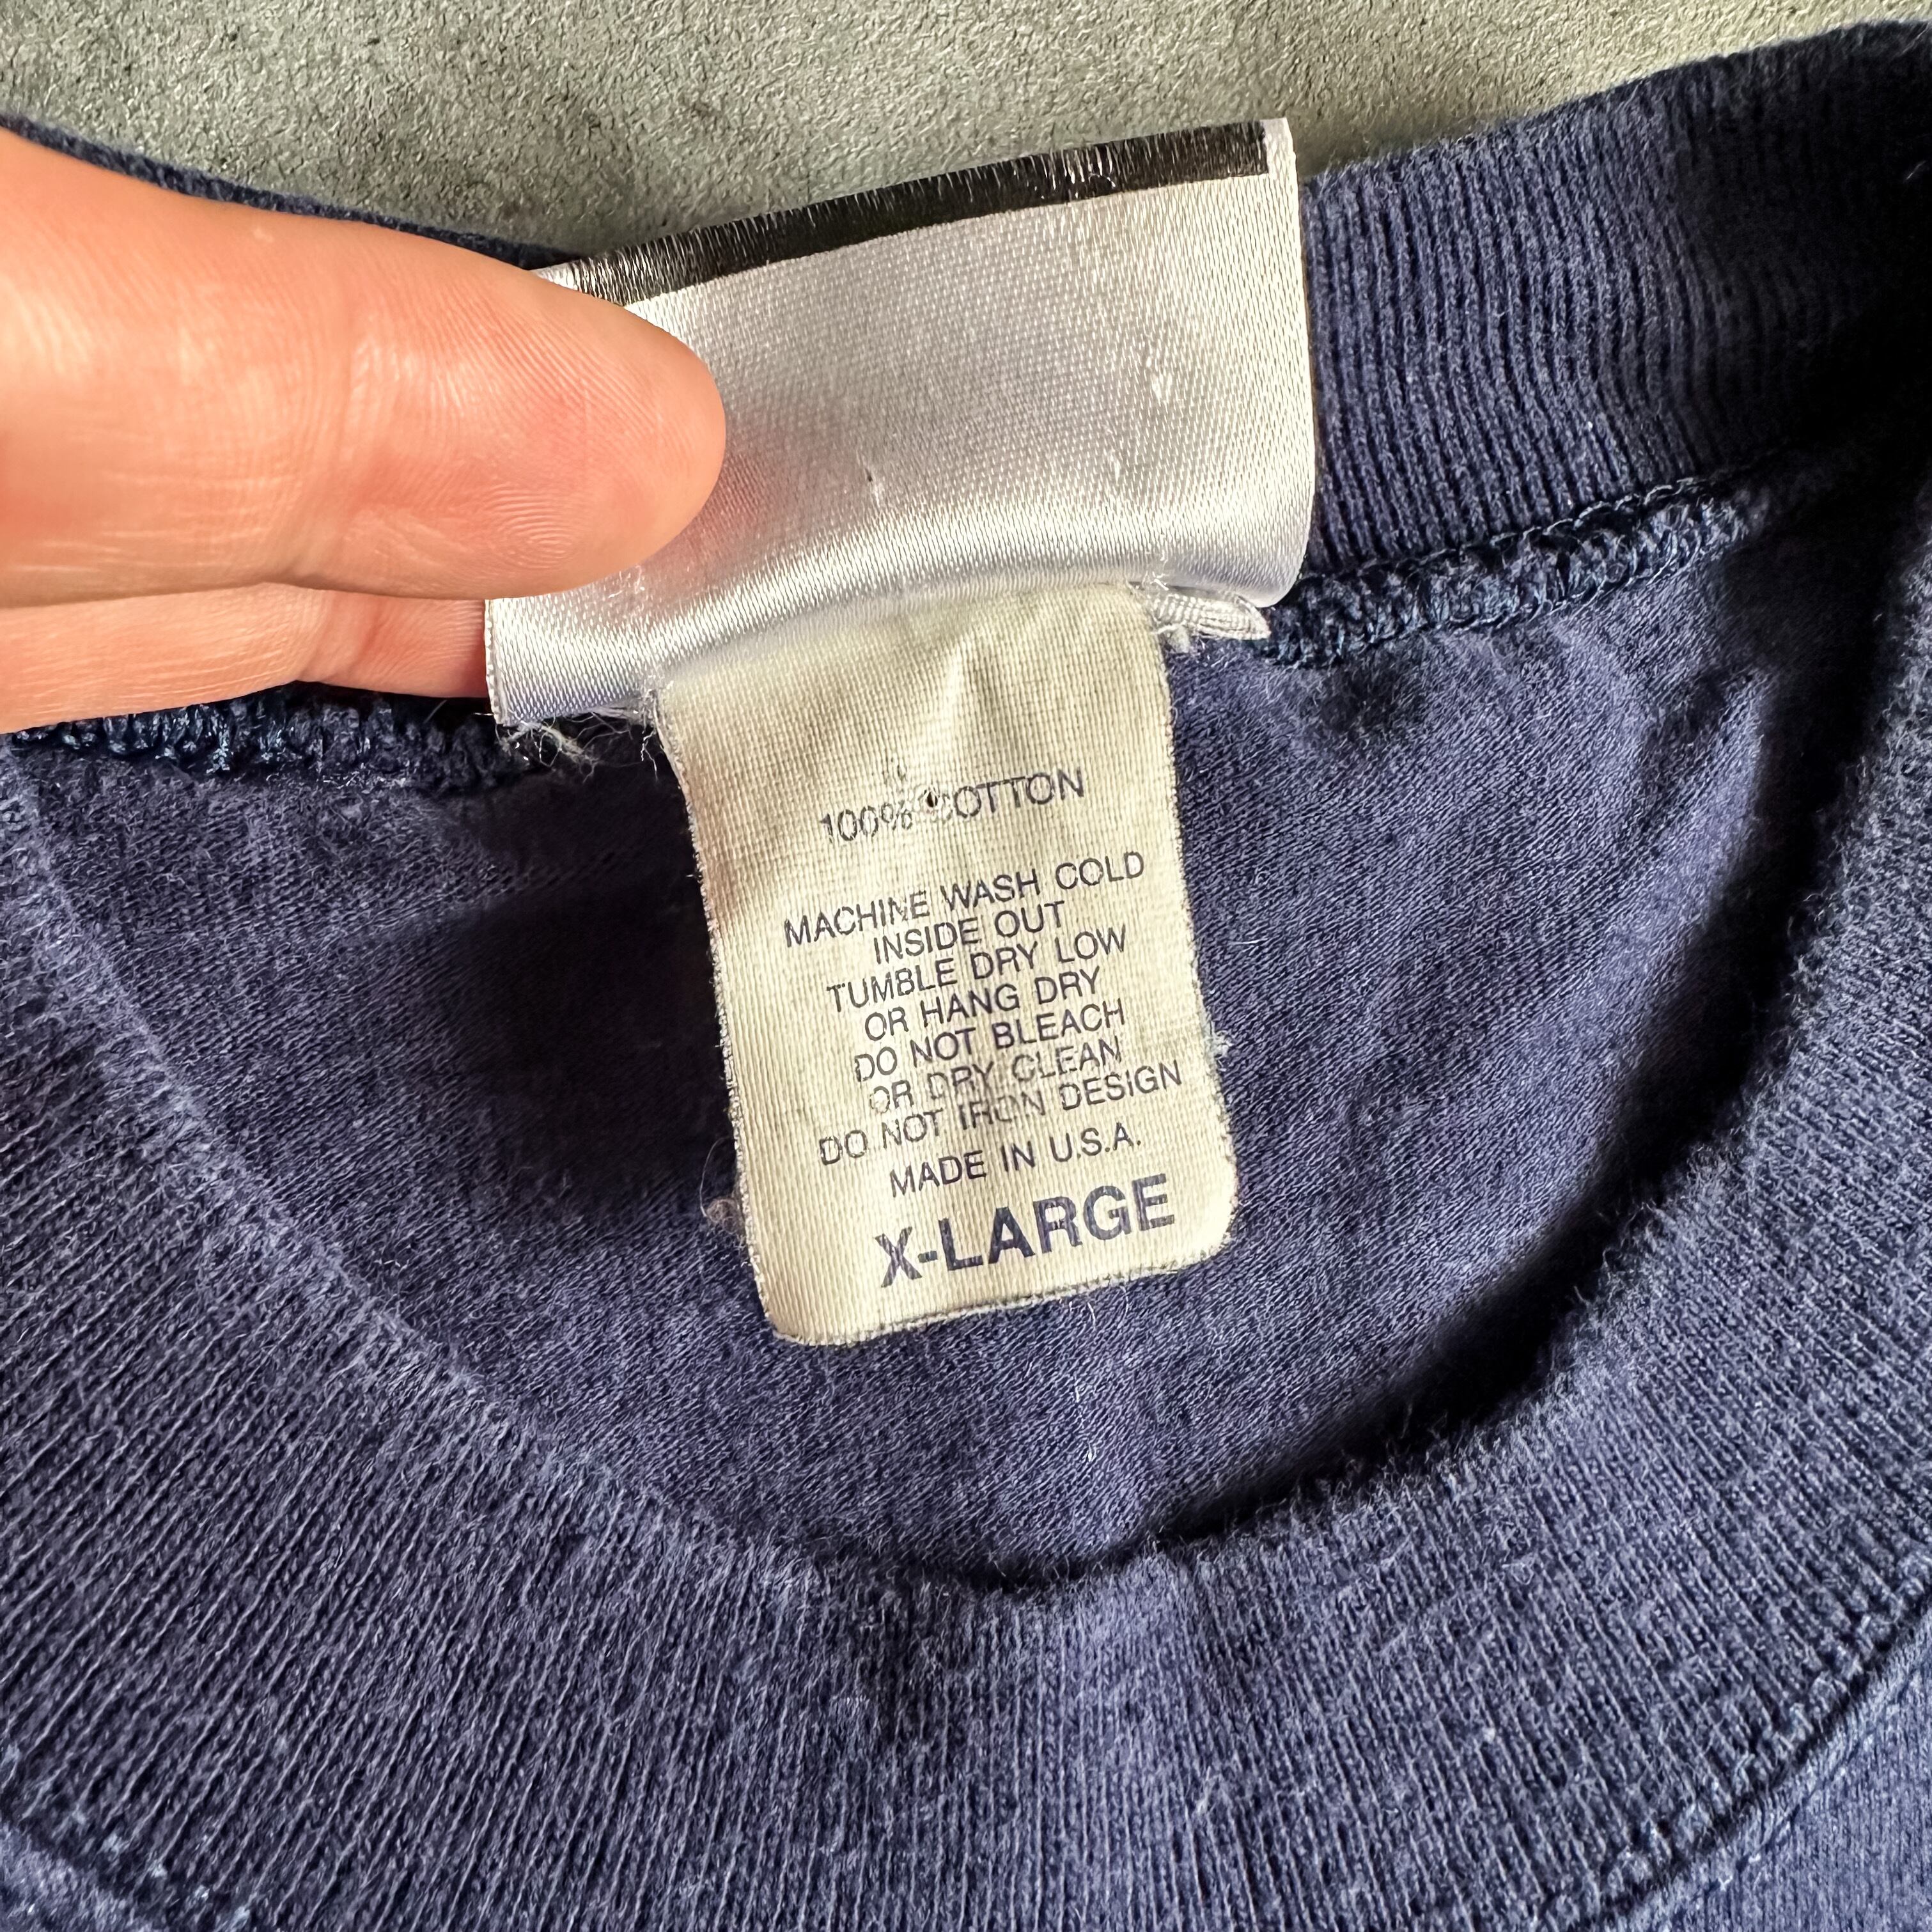 100% COTTON
MACHINE WASH COLD
INSIDE OUT
TUMBLE DRY LOW
OR HANG DRY
DO NOT BLEACH
OR DRY CLEAN
DO NOT IRON DESIGN
MADE IN U.S.A.
X-LARGE